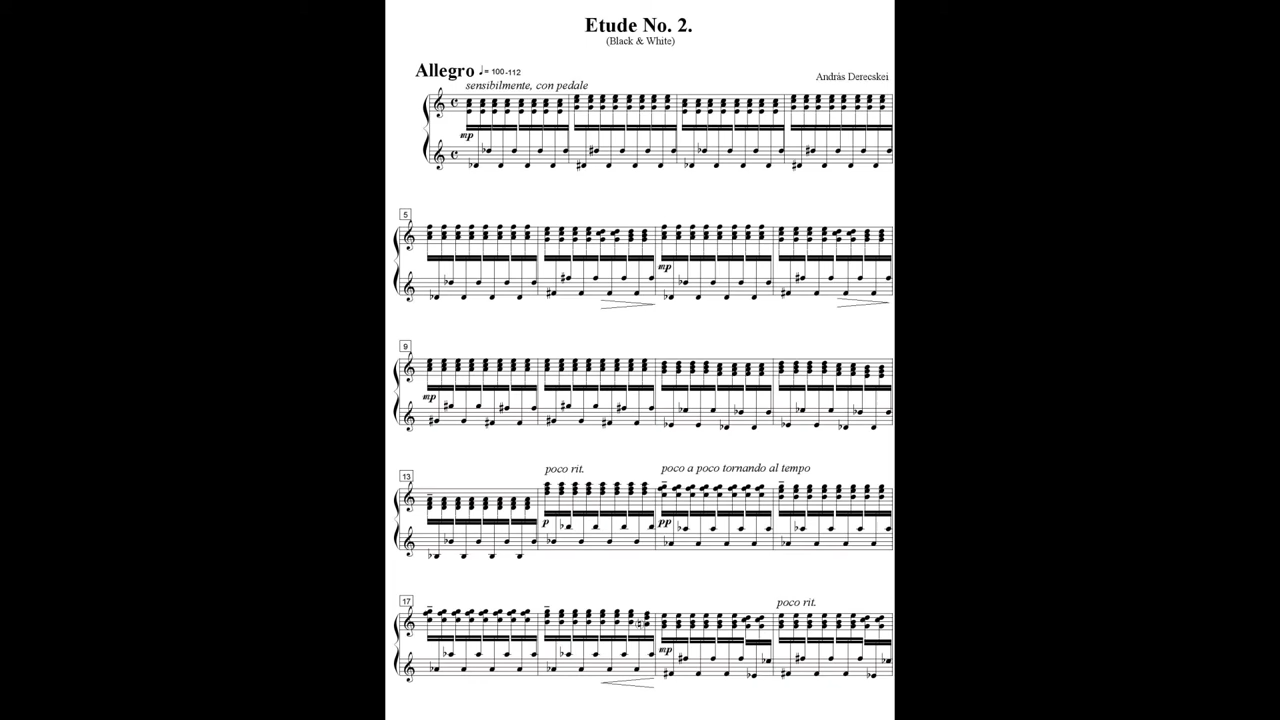 Etude No. 2.
(Black & White)
Allegro ♩= 100-112
András Derecskei
sensibilmente, con pedale
mp
5
mp
9
mp
13
poco rit.
poco a poco tornando al tempo
p
pp
17
poco rit.
mp